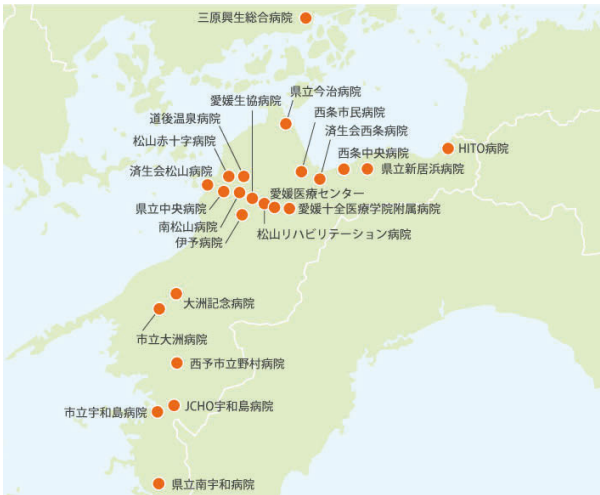 三原興生総合病院
県立今治病院
愛媛生協病院
西条市民病院
道後温泉病院
済生会西条病院
松山赤十字病院
西条中央病院
HITO病院
済生会松山病院
県立新居浜病院
愛媛医療センター
県立中央病院
愛媛十全医療学院附属病院
南松山病院
松山リハビリテーション病院
伊予病院
大洲記念病院
市立大洲病院
西予市立野村病院
JCHO宇和島病院
市立宇和島病院
県立南宇和病院